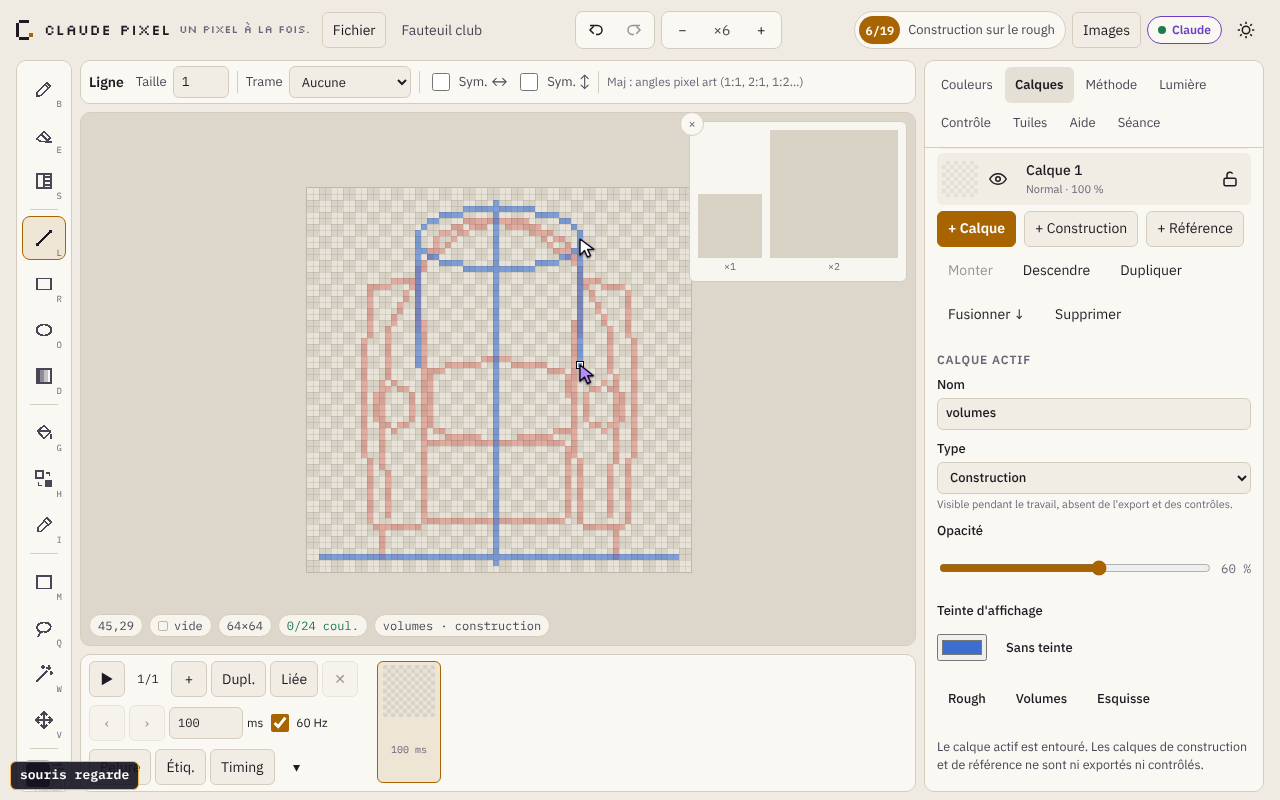 CLAUDE PIXEL UN PIXEL À LA FOIS. Fichier Fauteuil club − ×6 + 6/19 Construction sur le rough Images Claude
Ligne Taille 1 Trame Aucune Sym. ↔ Sym. ↕ Maj : angles pixel art (1:1, 2:1, 1:2…)
B
E
S
L
R
O
D
G
H
I
M
Q
W
V
×
×1 ×2
45,29 vide 64×64 0/24 coul. volumes · construction
1/1 + Dupl. Liée ×
‹ › 100 ms 60 Hz
Étiq. Timing ▼
100 ms
souris regarde
Couleurs Calques Méthode Lumière
Contrôle Tuiles Aide Séance
Calque 1
Normal · 100 %
+ Calque + Construction + Référence
Monter Descendre Dupliquer
Fusionner ↓ Supprimer
CALQUE ACTIF
Nom
volumes
Type
Construction
Visible pendant le travail, absent de l'export et des contrôles.
Opacité
60 %
Teinte d'affichage
Sans teinte
Rough Volumes Esquisse
Le calque actif est entouré. Les calques de construction
et de référence ne sont ni exportés ni contrôlés.